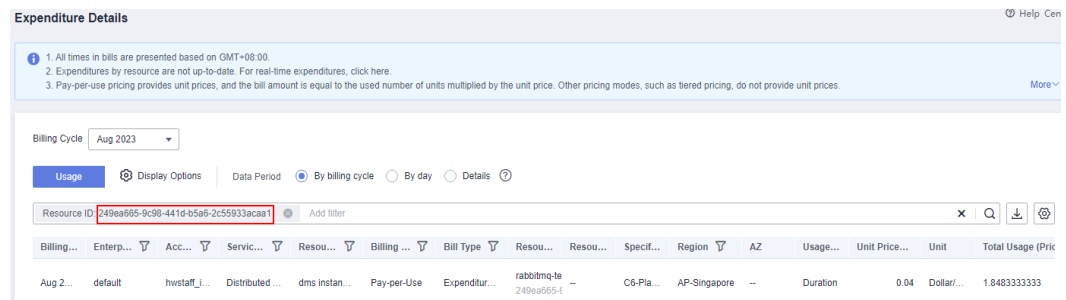 Expenditure Details
Help Cen
1. All times in bills are presented based on GMT+08:00.
2. Expenditures by resource are not up-to-date. For real-time expenditures, click here.
3. Pay-per-use pricing provides unit prices, and the bill amount is equal to the used number of units multiplied by the unit price. Other pricing modes, such as tiered pricing, do not provide unit prices.
More
Billing Cycle Aug 2023
Usage Display Options Data Period By billing cycle By day Details
Resource ID: 249ea665-9c98-441d-b5a6-2c55933acaa1 Add filter
Billing... Enterp... Acc... Servic... Resou... Billing ... Bill Type Resou... Resou... Specif... Region AZ Usage... Unit Price... Unit Total Usage (Pric
Aug 2... default hwstaff_i... Distributed ... dms instan... Pay-per-Use Expenditur... rabbitmq-te -- C6-Pla... AP-Singapore -- Duration 0.04 Dollar/... 1.8483333333
249ea665-9